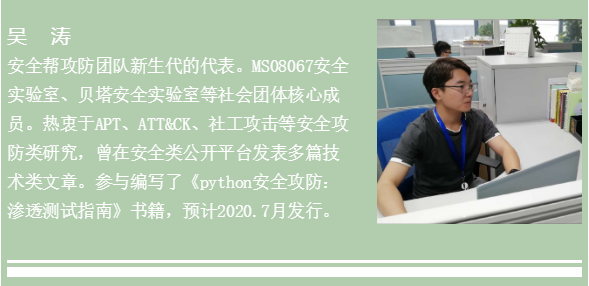 吴  涛
安全帮攻防团队新生代的代表。MS08067安全
实验室、贝塔安全实验室等社会团体核心成
员。热衷于APT、ATT&CK、社工攻击等安全攻
防类研究，曾在安全类公开平台发表多篇技
术类文章。参与编写了《python安全攻防：
渗透测试指南》书籍，预计2020.7月发行。